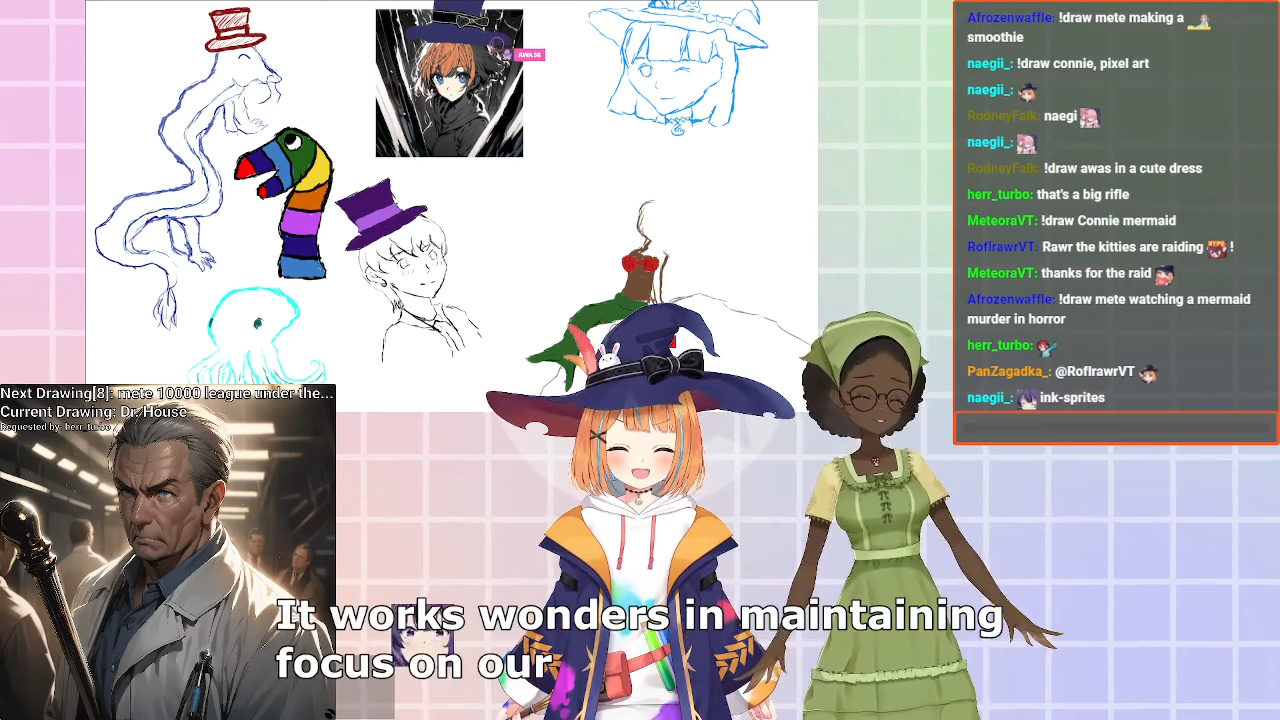 AWAS6
Afrozenwaffle: !draw mete making a
smoothie
naegii_: !draw connie, pixel art
naegii_:
RodneyFalk: naegi
naegii_:
RodneyFalk: !draw awas in a cute dress
herr_turbo: that's a big rifle
MeteoraVT: !draw Connie mermaid
RoflrawrVT: Rawr the kitties are raiding !
MeteoraVT: thanks for the raid
Afrozenwaffle: !draw mete watching a mermaid
murder in horror
herr_turbo:
PanZagadka_: @RoflrawrVT
naegii_: ink-sprites
Next Drawing[8]: mete 10000 league under the...
Current Drawing: Dr. House
Requested by: herr_turbo
It works wonders in maintaining
focus on our